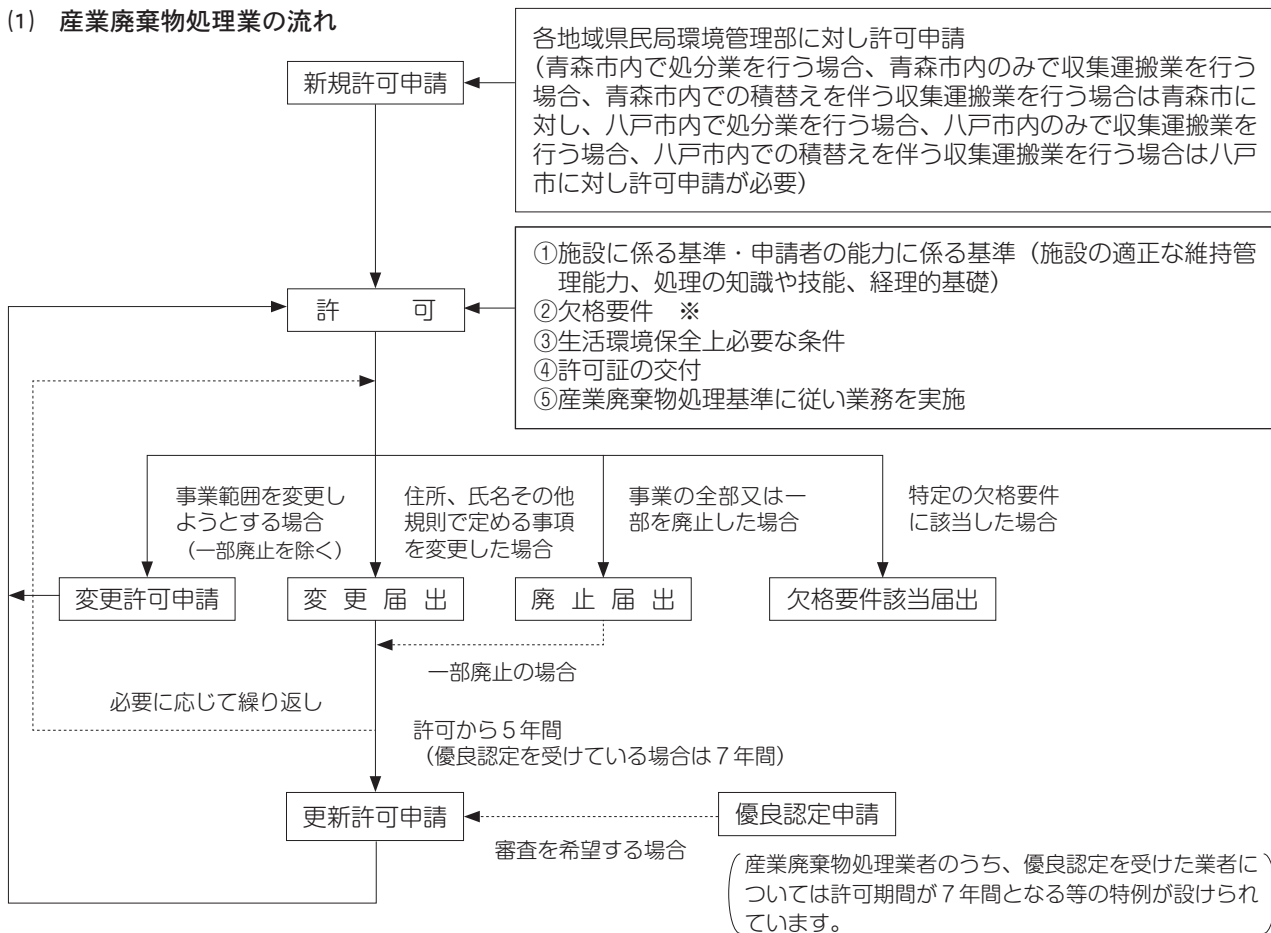 (1) 産業廃棄物処理業の流れ
新規許可申請
各地域県民局環境管理部に対し許可申請
(青森市内で処分業を行う場合、青森市内のみで収集運搬業を行う
場合、青森市内での積替えを伴う収集運搬業を行う場合は青森市に
対し、八戸市内で処分業を行う場合、八戸市内のみで収集運搬業を
行う場合、八戸市内での積替えを伴う収集運搬業を行う場合は八戸
市に対し許可申請が必要)
許 可
①施設に係る基準・申請者の能力に係る基準(施設の適正な維持管
理能力、処理の知識や技能、経理的基礎)
②欠格要件 ※
③生活環境保全上必要な条件
④許可証の交付
⑤産業廃棄物処理基準に従い業務を実施
事業範囲を変更し
ようとする場合
(一部廃止を除く)
住所、氏名その他
規則で定める事項
を変更した場合
事業の全部又は一
部を廃止した場合
特定の欠格要件
に該当した場合
変更許可申請
変更届出
廃止届出
欠格要件該当届出
一部廃止の場合
必要に応じて繰り返し
許可から5年間
(優良認定を受けている場合は7年間)
更新許可申請
優良認定申請
審査を希望する場合
(産業廃棄物処理業者のうち、優良認定を受けた業者に
ついては許可期間が7年間となる等の特例が設けられ
ています。)